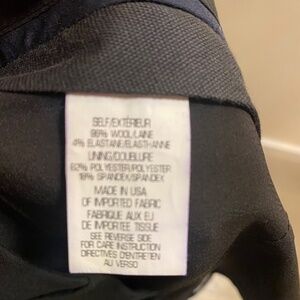 SELF/EXTÉRIEUR
96% WOOL/LAINE
4% ELASTANE/ELASTHANNE
LINING/DOUBLURE
82% POLYESTER/POLYESTER
18% SPANDEX/SPANDEX
MADE IN USA
OF IMPORTED FABRIC
FABRIQUE AUX EU
DE IMPORTEE TISSUE
SEE REVERSE SIDE
FOR CARE INSTRUCTION
DIRECTIVES D'ENTRETIEN
AU VERSO